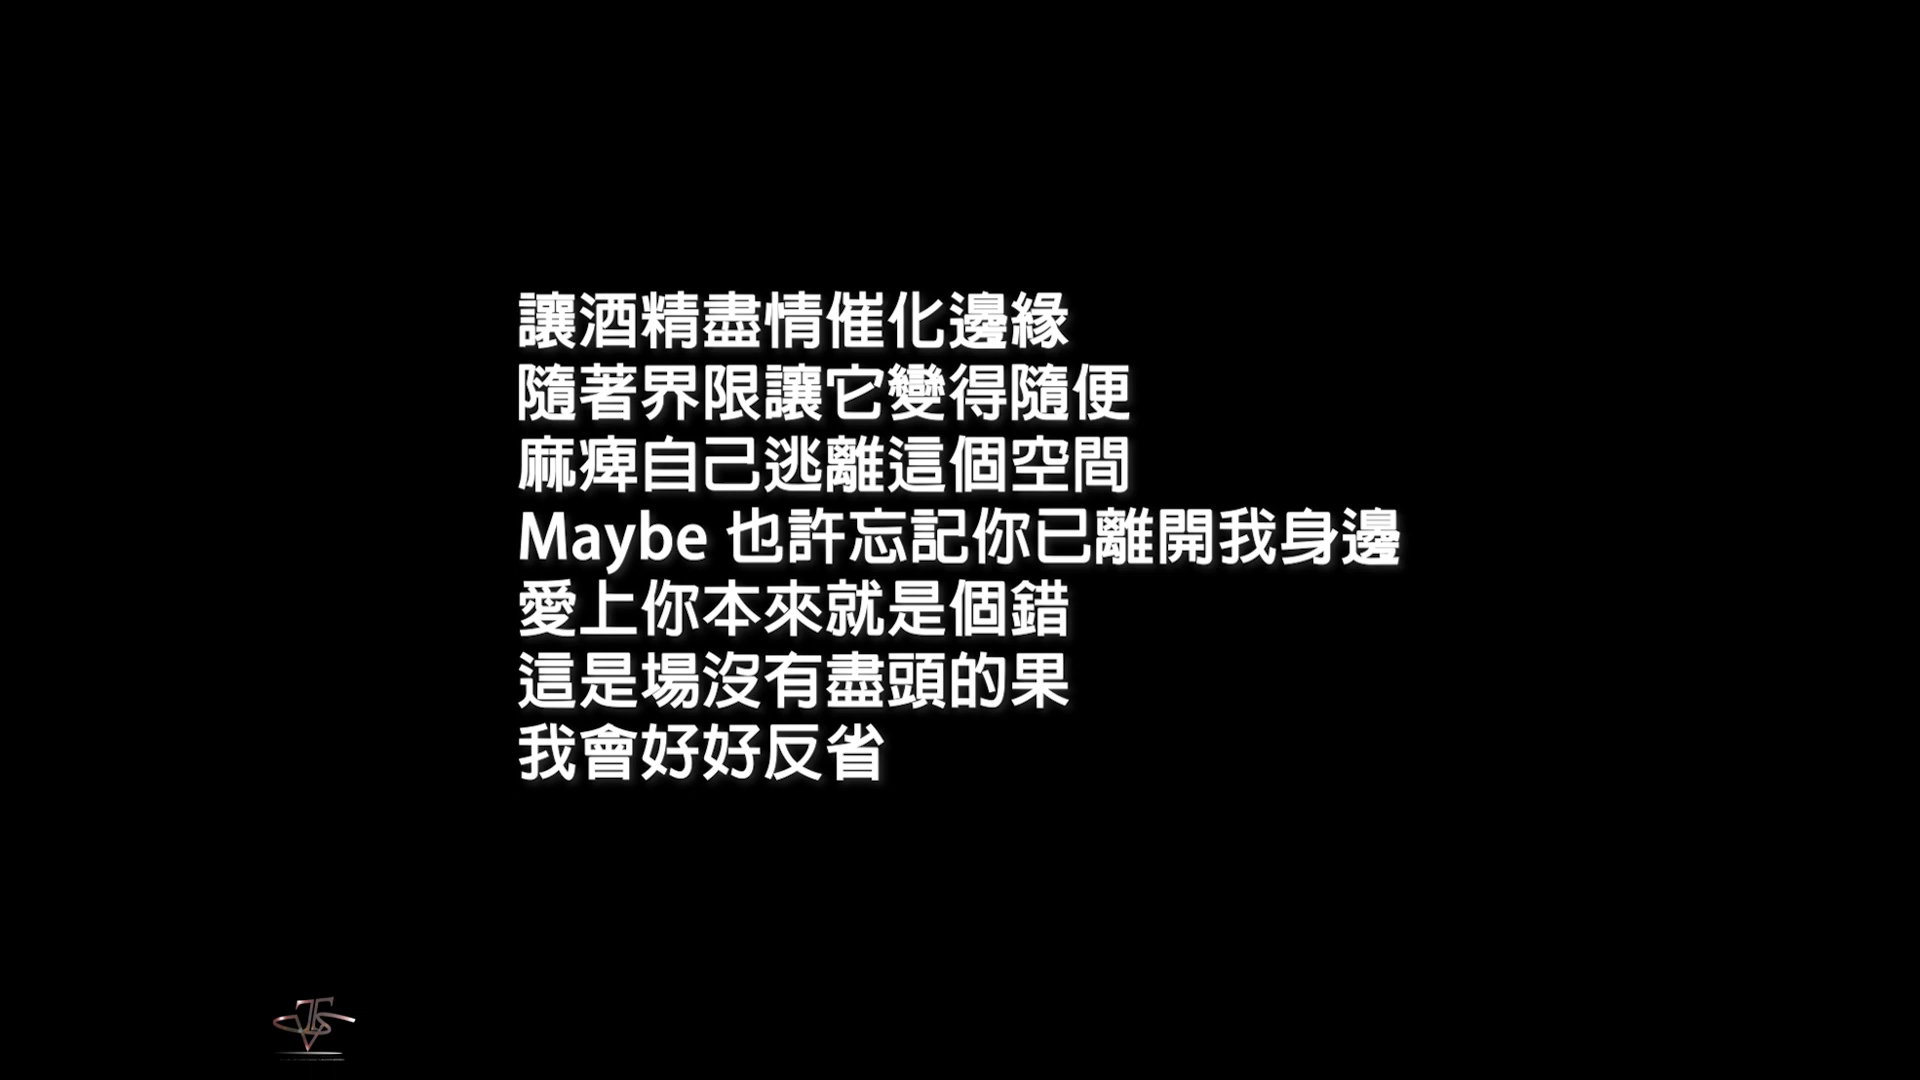 讓酒精盡情催化邊緣
隨著界限讓它變得隨便
麻痺自己逃離這個空間
Maybe 也許忘記你已離開我身邊
愛上你本來就是個錯
這是場沒有盡頭的果
我會好好反省